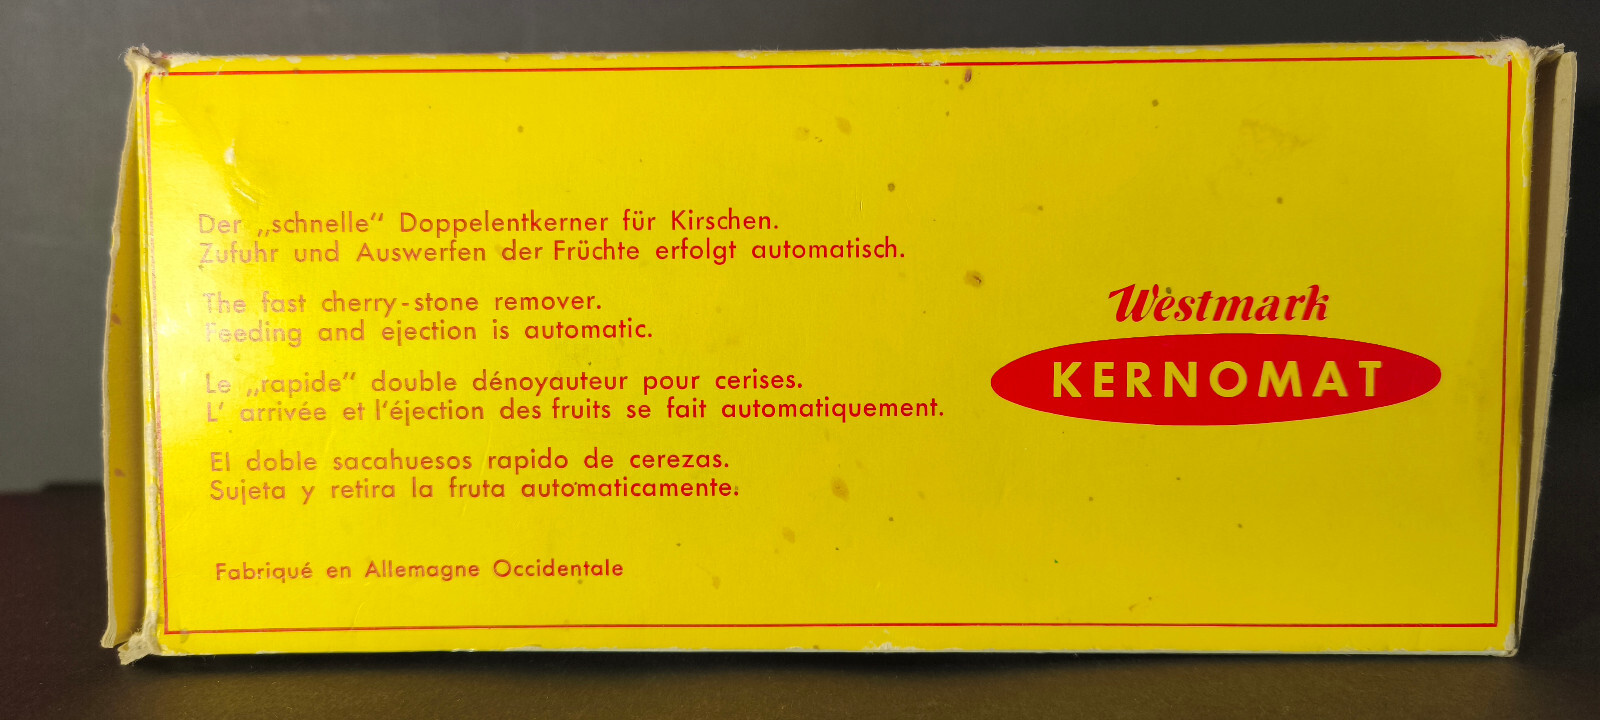 Der „schnelle“ Doppelentkerner für Kirschen.
Zufuhr und Auswerfen der Früchte erfolgt automatisch.
The fast cherry-stone remover.
Feeding and ejection is automatic.
Le „rapide“ double dénoyauteur pour cerises.
L' arrivée et l'éjection des fruits se fait automatiquement.
El doble sacahuesos rapido de cerezas.
Sujeta y retira la fruta automaticamente.
Fabriqué en Allemagne Occidentale
Westmark
KERNOMAT